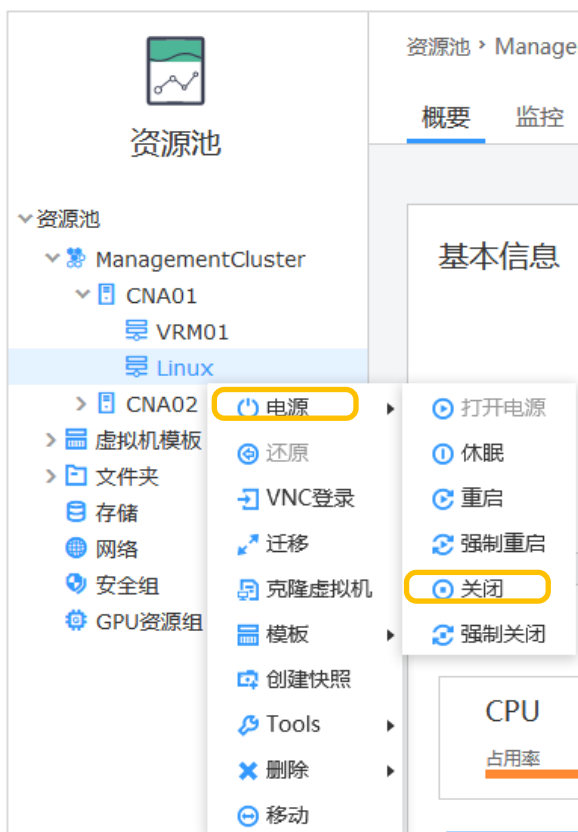 资源池
资源池
ManagementCluster
CNA01
VRM01
Linux
CNA02
虚拟机模板
文件夹
存储
网络
安全组
GPU资源组
电源
还原
VNC登录
迁移
克隆虚拟机
模板
创建快照
Tools
删除
移动
打开电源
休眠
重启
强制重启
关闭
强制关闭
资源池 › Manage
概要 监控
基本信息
CPU
占用率